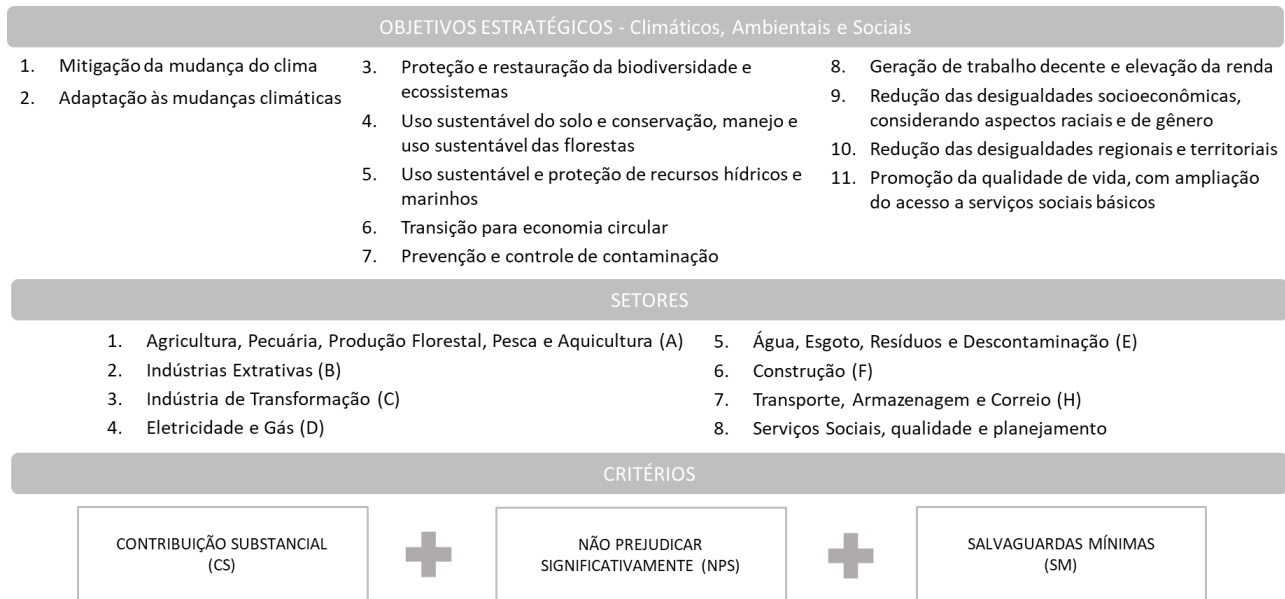 OBJETIVOS ESTRATÉGICOS - Climáticos, Ambientais e Sociais
1. Mitigação da mudança do clima
2. Adaptação às mudanças climáticas
3. Proteção e restauração da biodiversidade e
ecossistemas
4. Uso sustentável do solo e conservação, manejo e
uso sustentável das florestas
5. Uso sustentável e proteção de recursos hídricos e
marinhos
6. Transição para economia circular
7. Prevenção e controle de contaminação
8. Geração de trabalho decente e elevação da renda
9. Redução das desigualdades socioeconômicas,
considerando aspectos raciais e de gênero
10. Redução das desigualdades regionais e territoriais
11. Promoção da qualidade de vida, com ampliação
do acesso a serviços sociais básicos
SETORES
1. Agricultura, Pecuária, Produção Florestal, Pesca e Aquicultura (A)
2. Indústrias Extrativas (B)
3. Indústria de Transformação (C)
4. Eletricidade e Gás (D)
5. Água, Esgoto, Resíduos e Descontaminação (E)
6. Construção (F)
7. Transporte, Armazenagem e Correio (H)
8. Serviços Sociais, qualidade e planejamento
CRITÉRIOS
CONTRIBUIÇÃO SUBSTANCIAL
(CS)
NÃO PREJUDICAR
SIGNIFICATIVAMENTE (NPS)
SALVAGUARDAS MÍNIMAS
(SM)